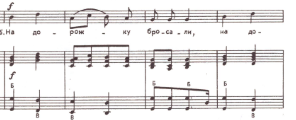 f
5. На до - рож - ку бро - са - ли, на до -
f
Б Б Б Б
В В